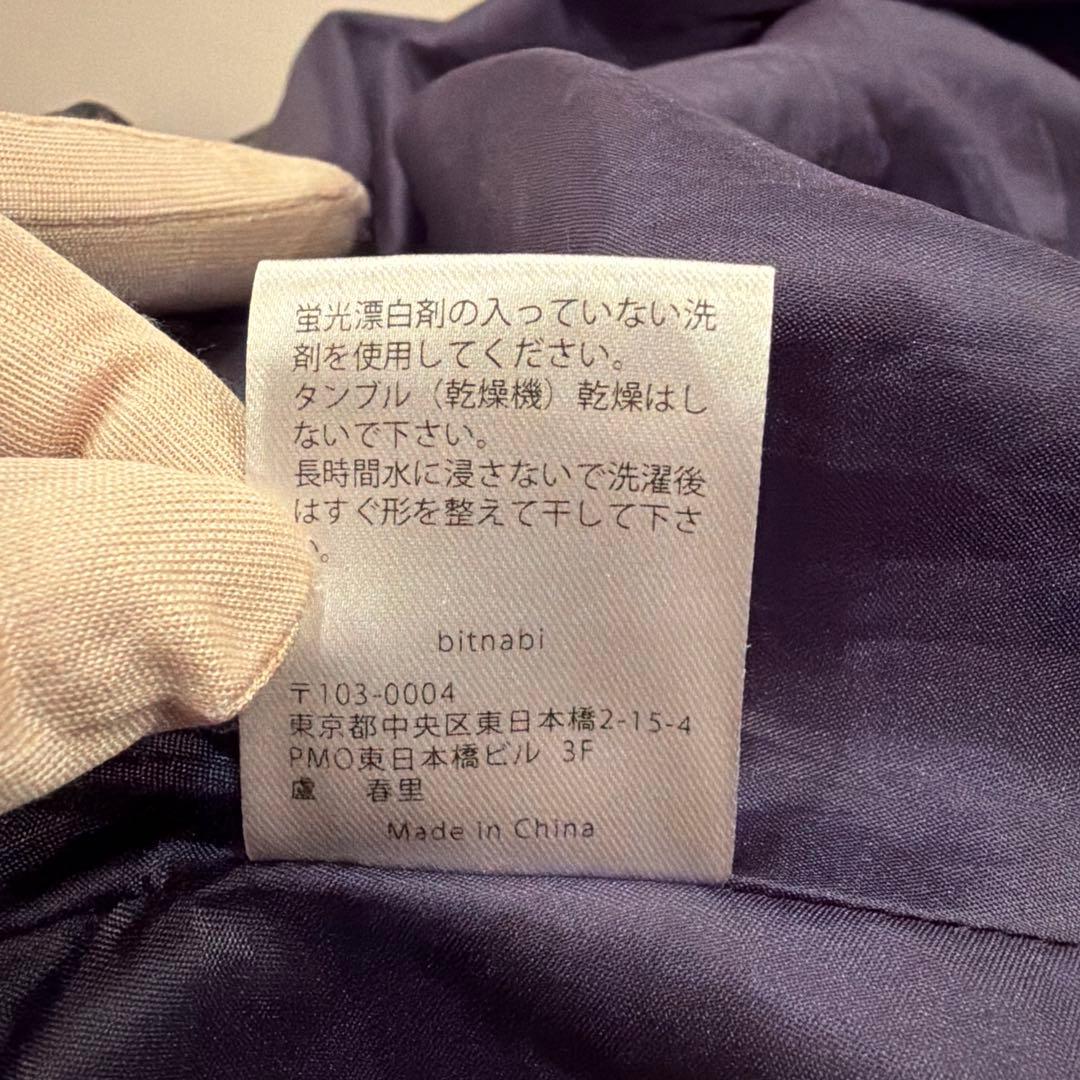 蛍光漂白剤の入っていない洗
剤を使用してください。
タンブル（乾燥機）乾燥はし
ないで下さい。
長時間水に浸さないで洗濯後
はすぐ形を整えて干して下さ
い。
bitnabi
〒103-0004
東京都中央区東日本橋2-15-4
PMO東日本橋ビル 3F
盧 春里
Made in China